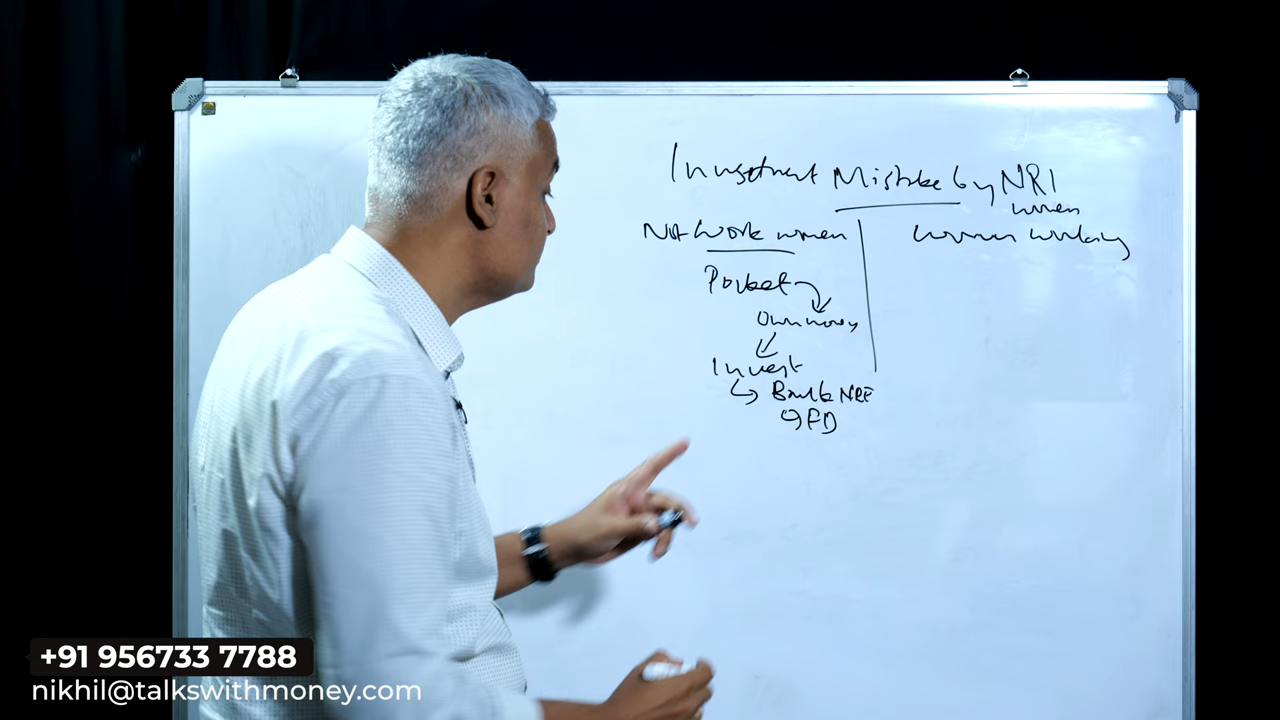 Investment Mistake by NRI
women
Not work women
women working
Pocket
Own money
Invest
Bank NRE
FD
+91 956733 7788
nikhil@talkswithmoney.com